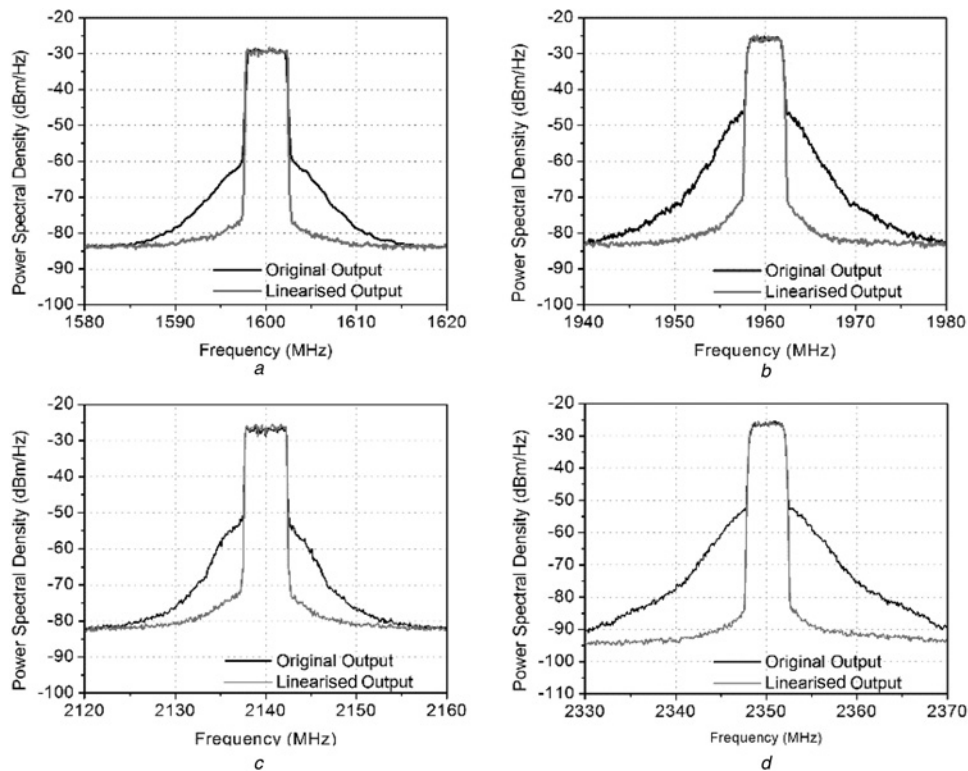 -20
-30
-40
-50
-60
-70
-80
-90
-100
Power Spectral Density (dBm/Hz)
Original Output
Linearised Output
1580 1590 1600 1610 1620
Frequency (MHz)
a
-20
-30
-40
-50
-60
-70
-80
-90
-100
Power Spectral Density (dBm/Hz)
Original Output
Linearised Output
1940 1950 1960 1970 1980
Frequency (MHz)
b
-20
-30
-40
-50
-60
-70
-80
-90
-100
Power Spectral Density (dBm/Hz)
Original Output
Linearised Output
2120 2130 2140 2150 2160
Frequency (MHz)
c
-20
-30
-40
-50
-60
-70
-80
-90
-100
-110
Power Spectral Density (dBm/Hz)
Original Output
Linearised Output
2330 2340 2350 2360 2370
Frequency (MHz)
d